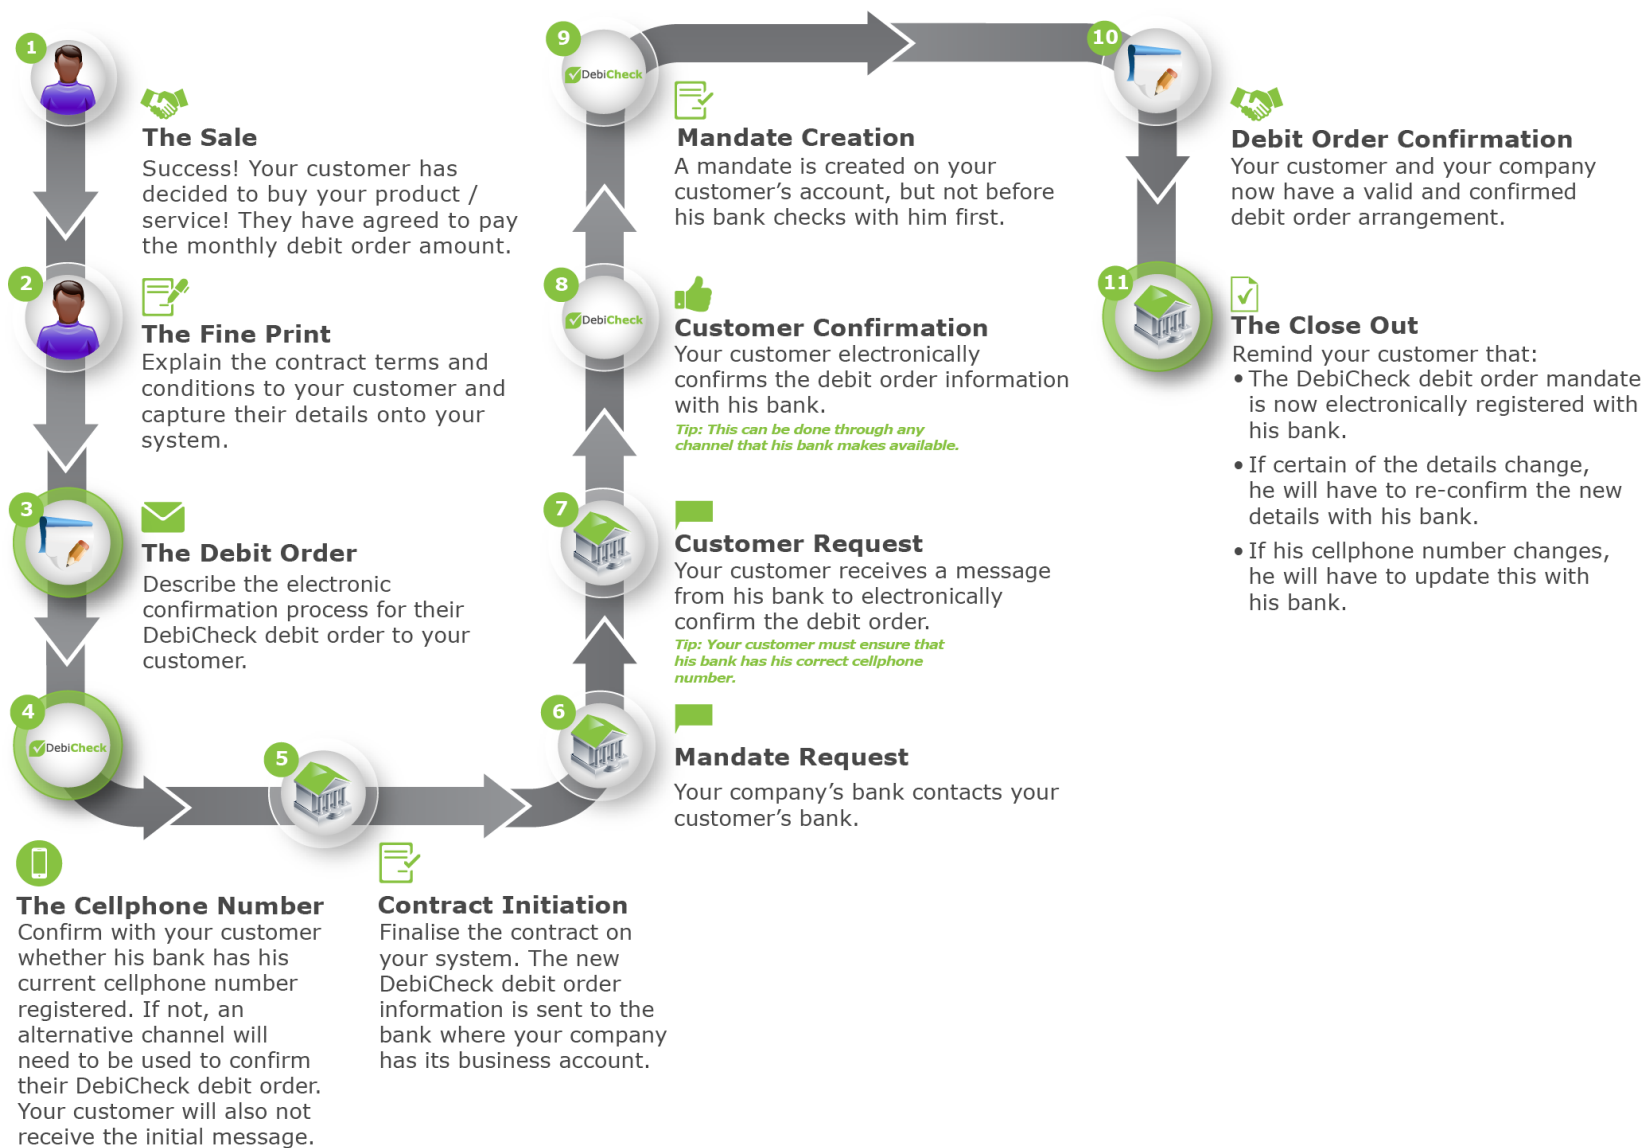 1
The Sale
Success! Your customer has
decided to buy your product /
service! They have agreed to pay
the monthly debit order amount.
2
The Fine Print
Explain the contract terms and
conditions to your customer and
capture their details onto your
system.
3
The Debit Order
Describe the electronic
confirmation process for their
DebiCheck debit order to your
customer.
4
DebiCheck
The Cellphone Number
Confirm with your customer
whether his bank has his
current cellphone number
registered. If not, an
alternative channel will
need to be used to confirm
their DebiCheck debit order.
Your customer will also not
receive the initial message.
5
Contract Initiation
Finalise the contract on
your system. The new
DebiCheck debit order
information is sent to the
bank where your company
has its business account.
6
Mandate Request
Your company's bank contacts your
customer's bank.
7
Customer Request
Your customer receives a message
from his bank to electronically
confirm the debit order.
Tip: Your customer must ensure that
his bank has his correct cellphone
number.
8
DebiCheck
Customer Confirmation
Your customer electronically
confirms the debit order information
with his bank.
Tip: This can be done through any
channel that his bank makes available.
9
DebiCheck
Mandate Creation
A mandate is created on your
customer's account, but not before
his bank checks with him first.
10
Debit Order Confirmation
Your customer and your company
now have a valid and confirmed
debit order arrangement.
11
The Close Out
Remind your customer that:
• The DebiCheck debit order mandate
is now electronically registered with
his bank.
• If certain of the details change,
he will have to re-confirm the new
details with his bank.
• If his cellphone number changes,
he will have to update this with
his bank.